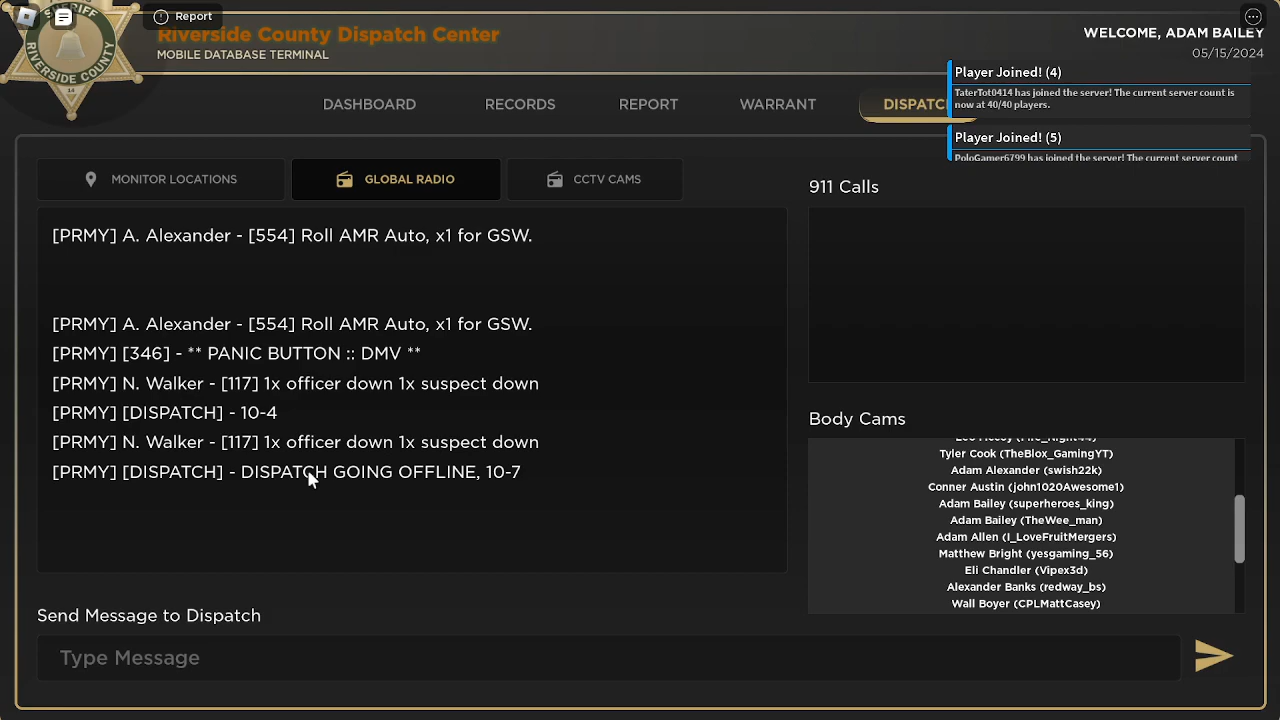 Report
SHERIFF
RIVERSIDE COUNTY
Riverside County Dispatch Center
MOBILE DATABASE TERMINAL
WELCOME, ADAM BAILEY
05/15/2024
Player Joined! (4)
TaterTot0414 has joined the server! The current server count is
now at 40/40 players.
Player Joined! (5)
PoloGamer6799 has joined the server! The current server count
DASHBOARD
RECORDS
REPORT
WARRANT
DISPATC
MONITOR LOCATIONS
GLOBAL RADIO
CCTV CAMS
[PRMY] A. Alexander - [554] Roll AMR Auto, x1 for GSW.
[PRMY] A. Alexander - [554] Roll AMR Auto, x1 for GSW.
[PRMY] [346] - ** PANIC BUTTON :: DMV **
[PRMY] N. Walker - [117] 1x officer down 1x suspect down
[PRMY] [DISPATCH] - 10-4
[PRMY] N. Walker - [117] 1x officer down 1x suspect down
[PRMY] [DISPATCH] - DISPATCH GOING OFFLINE, 10-7
911 Calls
Body Cams
Tyler Cook (TheBlox_GamingYT)
Adam Alexander (swish22k)
Conner Austin (john1020Awesome1)
Adam Bailey (superheroes_king)
Adam Bailey (TheWee_man)
Adam Allen (I_LoveFruitMergers)
Matthew Bright (yesgaming_56)
Eli Chandler (Vipex3d)
Alexander Banks (redway_bs)
Wall Boyer (CPLMattCasey)
Send Message to Dispatch
Type Message